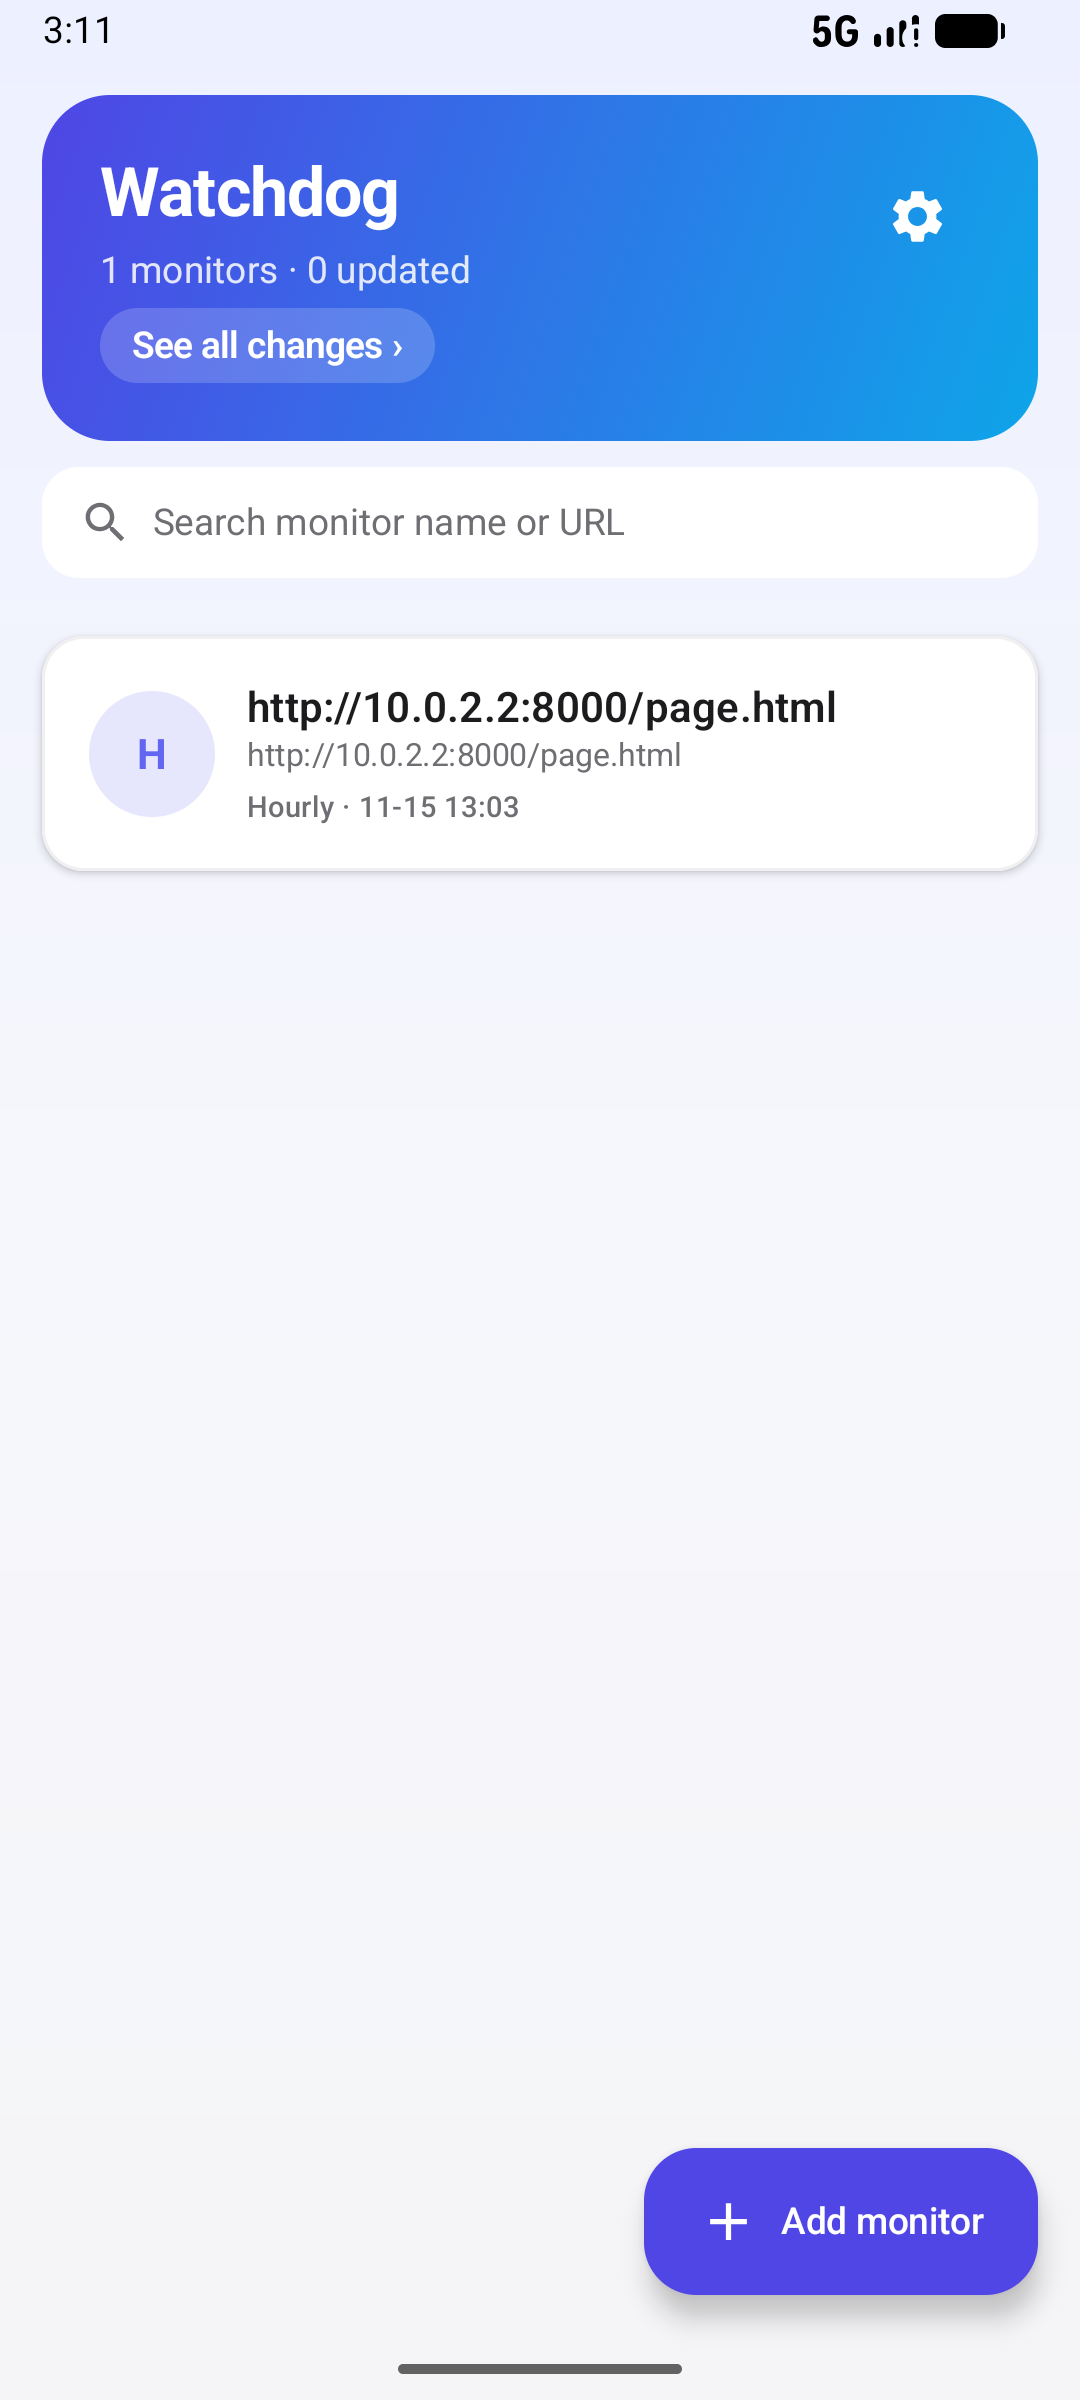 3:11
5G
Watchdog
1 monitors · 0 updated
See all changes ›
Search monitor name or URL
H
http://10.0.2.2:8000/page.html
http://10.0.2.2:8000/page.html
Hourly · 11-15 13:03
Add monitor